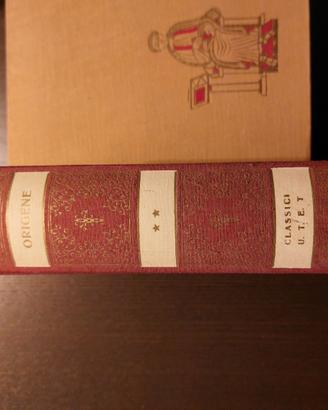 ORIGENE
★★
CLASSICI
U. T. E. T